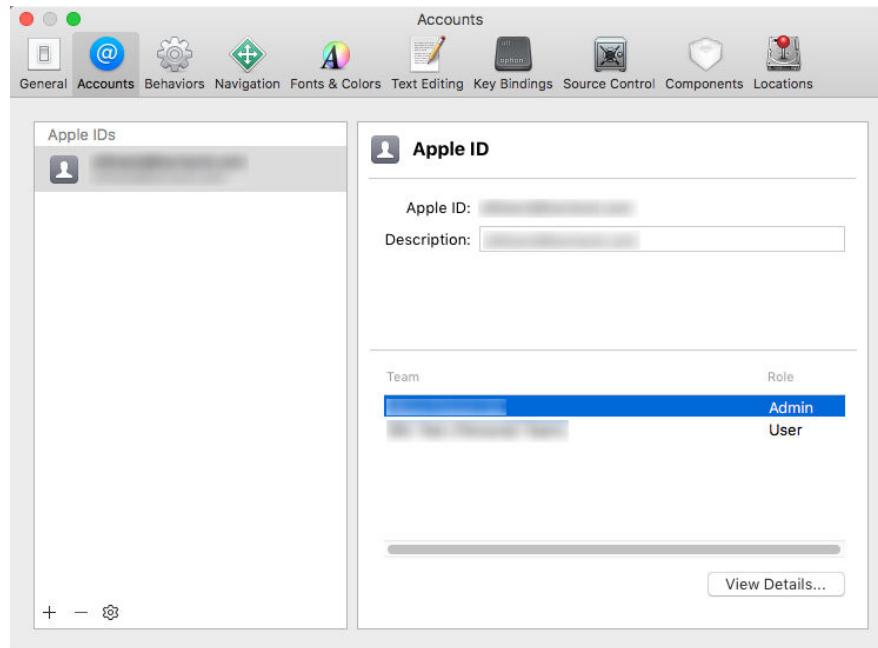 Accounts
General Accounts Behaviors Navigation Fonts & Colors Text Editing Key Bindings Source Control Components Locations
Apple IDs
Apple ID
Apple ID:
Description:
Team Role
Admin
User
View Details...